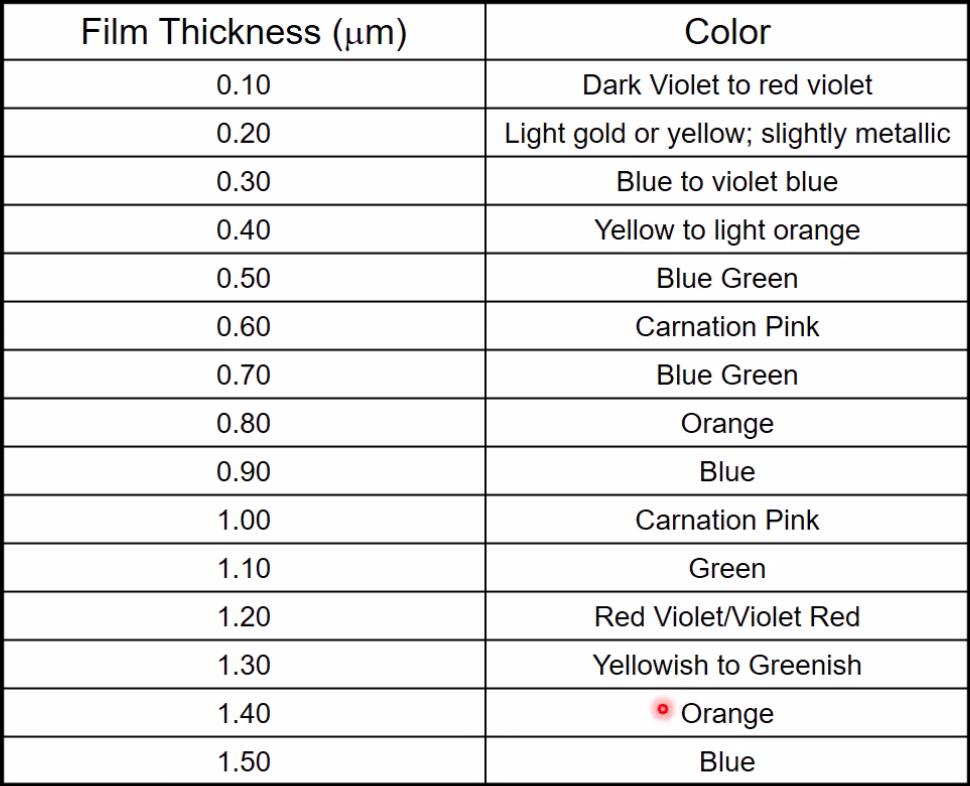 Film Thickness (μm) Color
0.10 Dark Violet to red violet
0.20 Light gold or yellow; slightly metallic
0.30 Blue to violet blue
0.40 Yellow to light orange
0.50 Blue Green
0.60 Carnation Pink
0.70 Blue Green
0.80 Orange
0.90 Blue
1.00 Carnation Pink
1.10 Green
1.20 Red Violet/Violet Red
1.30 Yellowish to Greenish
1.40 Orange
1.50 Blue